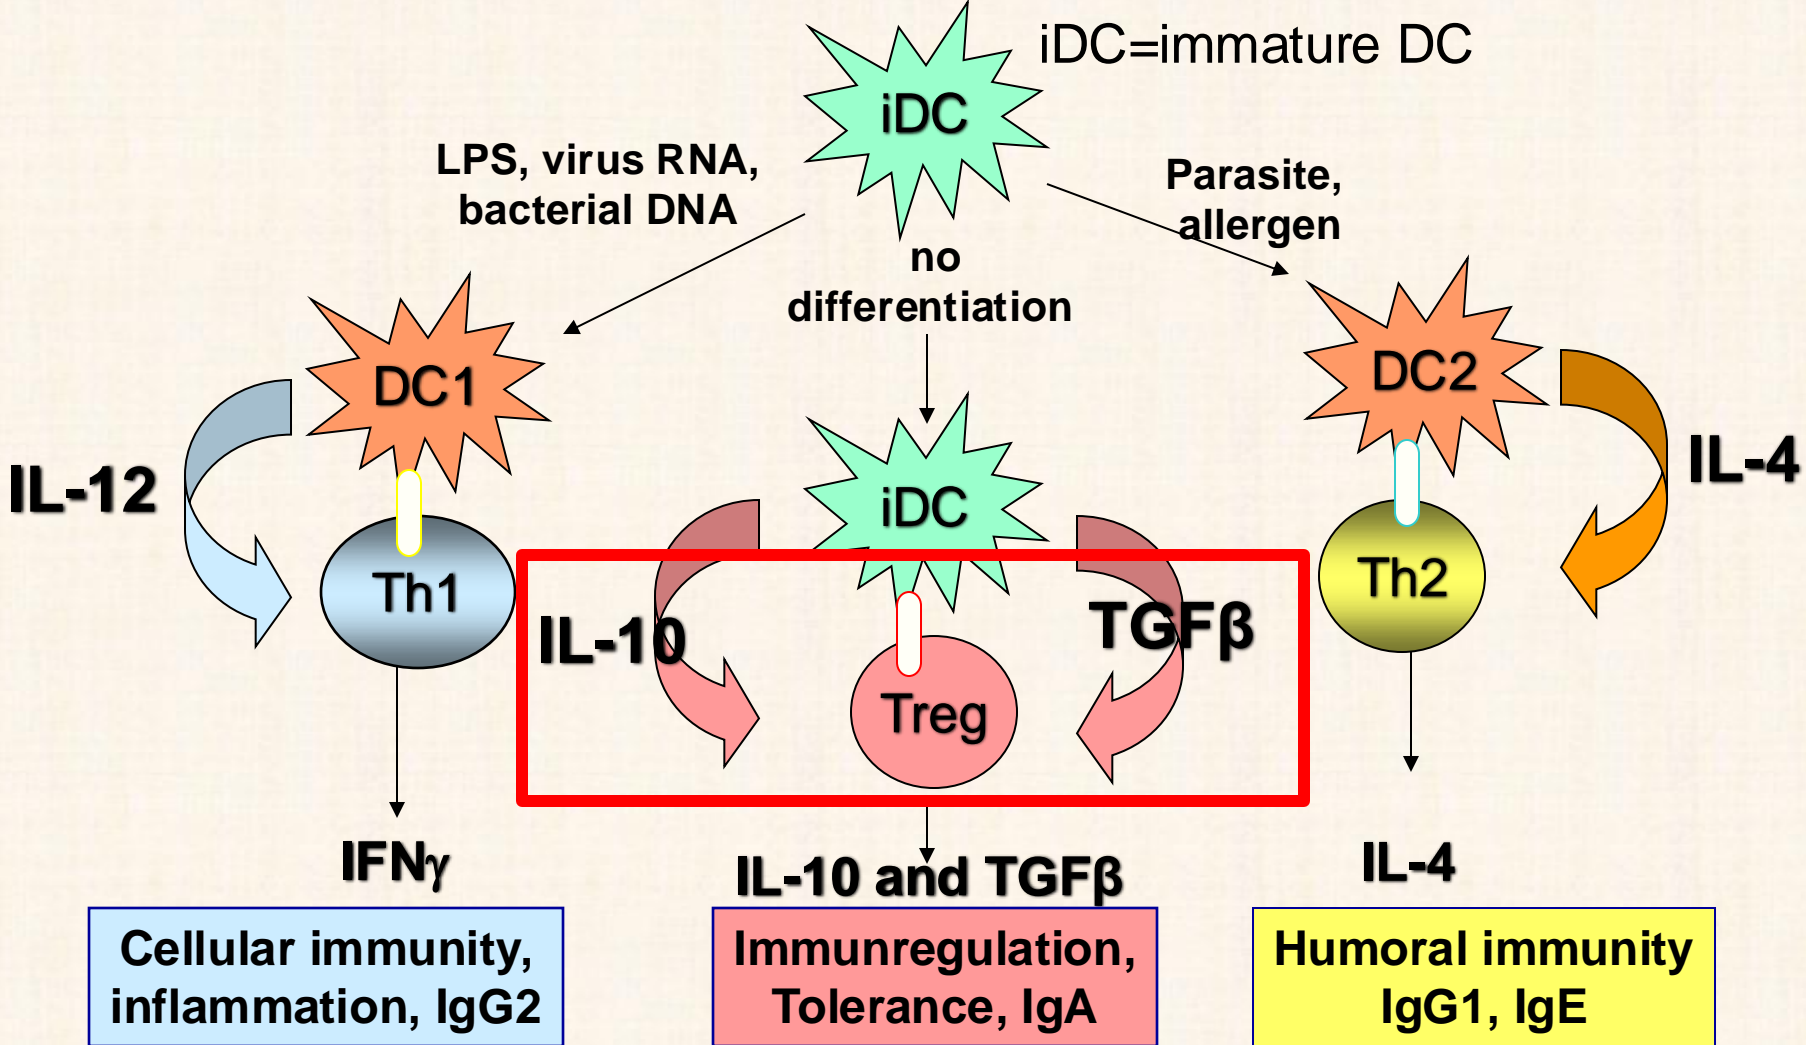 iDC=immature DC
iDC
LPS, virus RNA,
bacterial DNA
Parasite,
allergen
no
differentiation
DC1
DC2
IL-12
iDC
IL-4
Th1
Th2
IL-10
TGFβ
Treg
IFNγ
IL-10 and TGFβ
IL-4
Cellular immunity,
inflammation, IgG2
Immunregulation,
Tolerance, IgA
Humoral immunity
IgG1, IgE